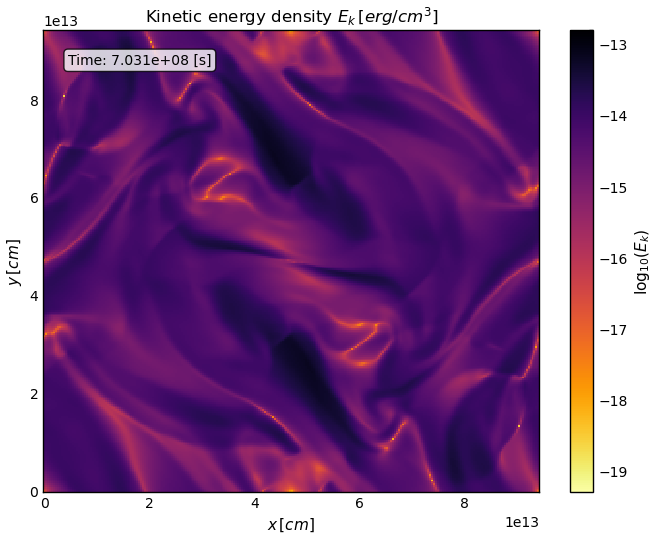 Kinetic energy density $E_k\,[erg/cm^3]$
1e13
Time: 7.031e+08 [s]
8
6
4
2
0
y [cm]
0 2 4 6 8
1e13
x [cm]
−13
−14
−15
−16
−17
−18
−19
log₁₀(Eₖ)